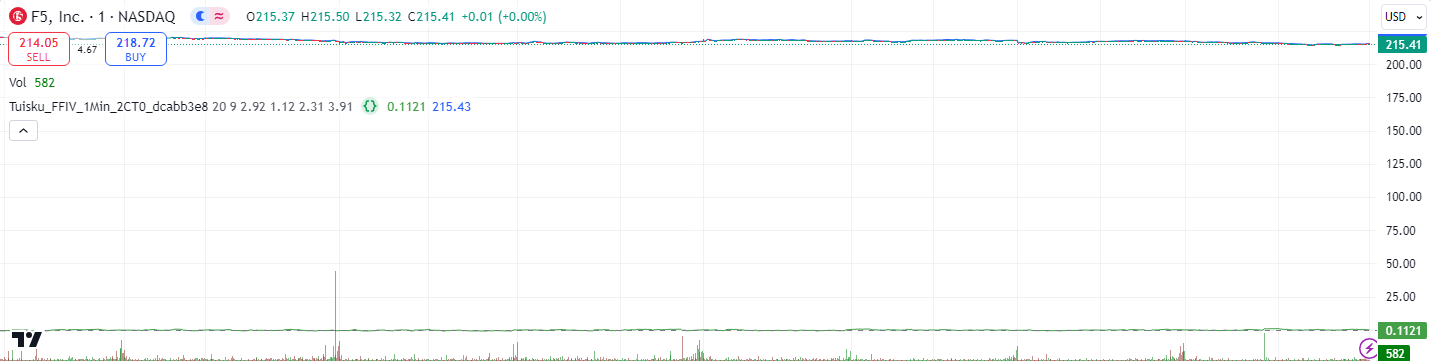 F5, Inc. · 1 · NASDAQ O215.37 H215.50 L215.32 C215.41 +0.01 (+0.00%)
USD
214.05 SELL 4.67 218.72 BUY
215.41
200.00
Vol 582
175.00
Tuisku_FFIV_1Min_2CT0_dcabb3e8 20 9 2.92 1.12 2.31 3.91 {} 0.1121 215.43
150.00
125.00
100.00
75.00
50.00
25.00
0.1121
582